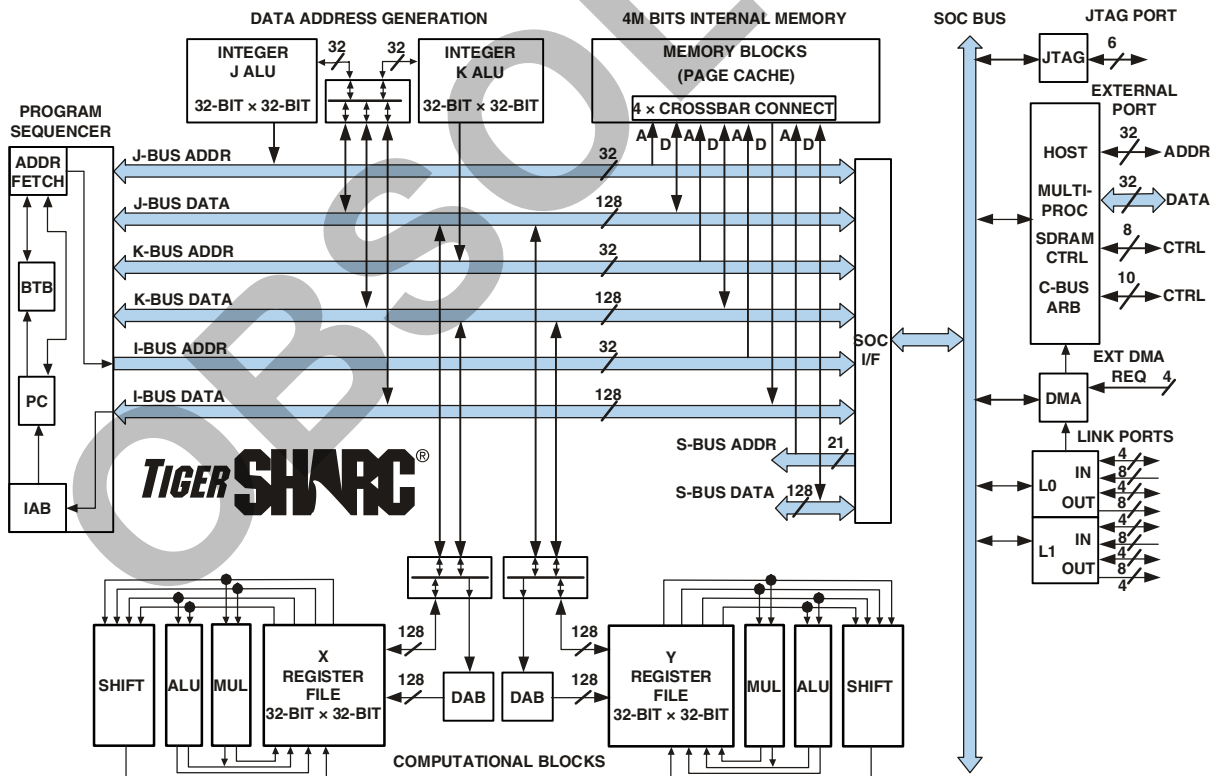 DATA ADDRESS GENERATION
4M BITS INTERNAL MEMORY
SOC BUS
JTAG PORT
INTEGER
J ALU
32-BIT × 32-BIT
32
32
INTEGER
K ALU
32-BIT × 32-BIT
MEMORY BLOCKS
(PAGE CACHE)
4 × CROSSBAR CONNECT
A D A D A D A D
JTAG
6
PROGRAM
SEQUENCER
ADDR
FETCH
BTB
PC
IAB
J-BUS ADDR
32
J-BUS DATA
128
K-BUS ADDR
32
K-BUS DATA
128
I-BUS ADDR
32
I-BUS DATA
128
S-BUS ADDR
21
S-BUS DATA
128
SOC
I/F
EXTERNAL
PORT
HOST
32
ADDR
MULTI-
PROC
32
DATA
SDRAM
CTRL
8
CTRL
C-BUS
ARB
10
CTRL
EXT DMA
REQ
4
DMA
LINK PORTS
L0
IN
4
8
OUT
4
8
L1
IN
4
8
OUT
4
8
4
TIGER SHARC®
SHIFT
ALU
MUL
X
REGISTER
FILE
32-BIT × 32-BIT
128
128
DAB
DAB
128
128
Y
REGISTER
FILE
32-BIT × 32-BIT
MUL
ALU
SHIFT
COMPUTATIONAL BLOCKS
OBSOL